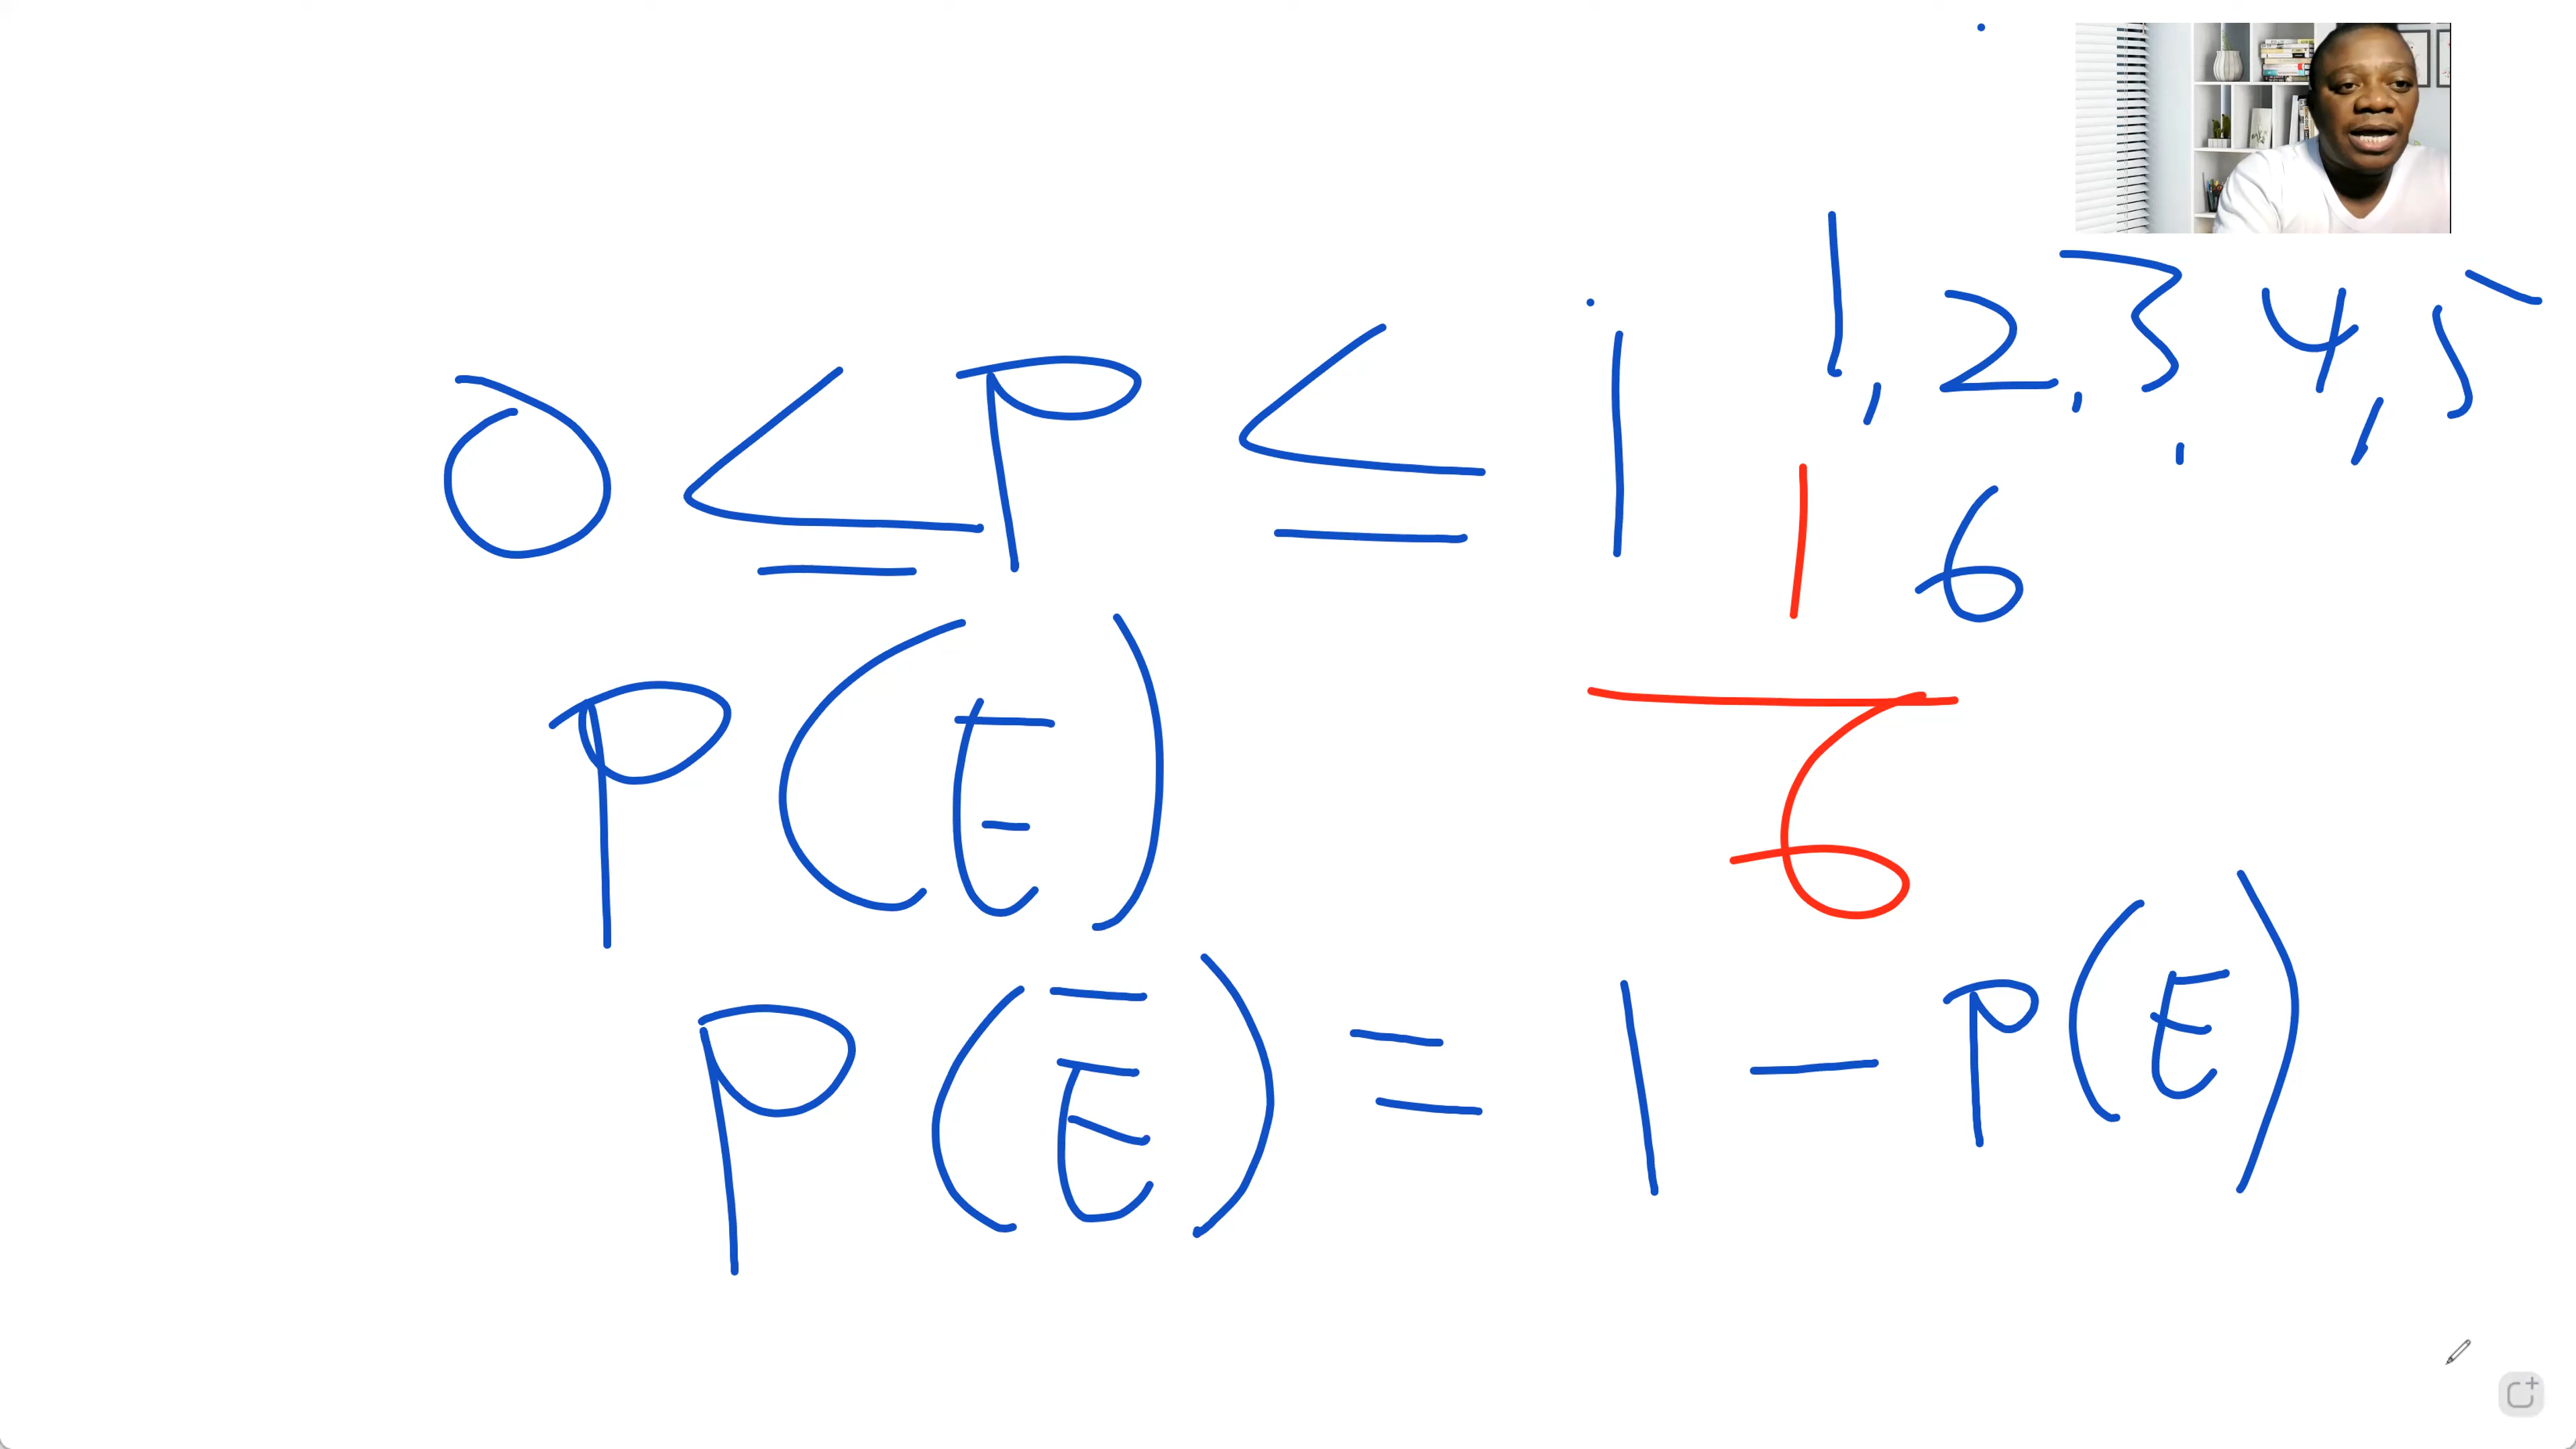 0 ≤ P ≤ 1
1, 2, 3, 4, 5
6
1/6
P(E)
P(E̅) = 1 - P(E)